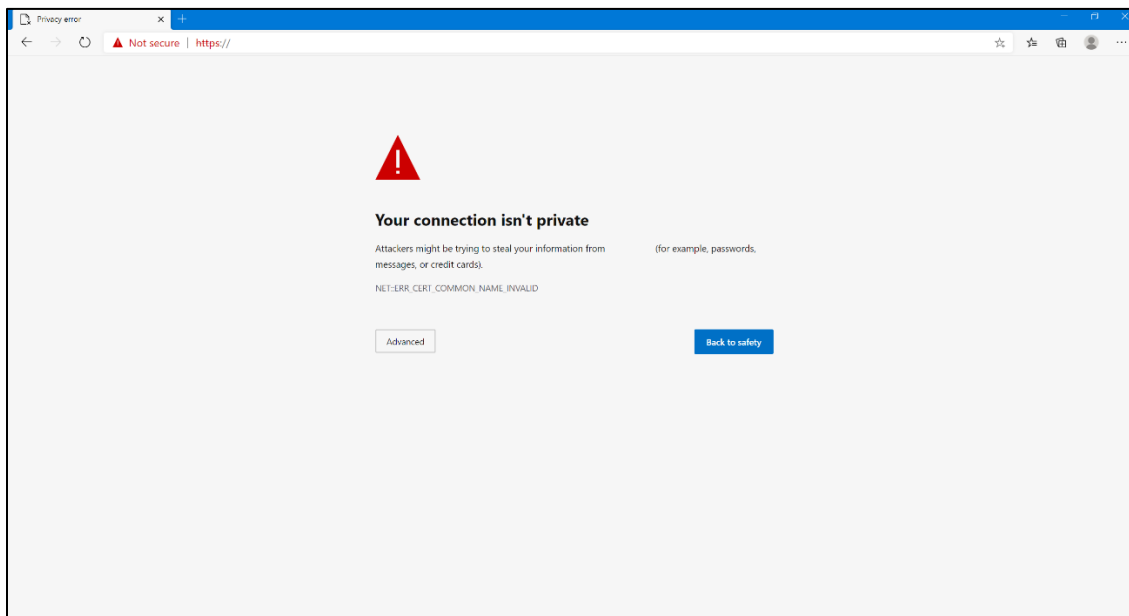 Privacy error
Not secure | https://
Your connection isn't private
Attackers might be trying to steal your information from (for example, passwords,
messages, or credit cards).
NET::ERR_CERT_COMMON_NAME_INVALID
Advanced
Back to safety